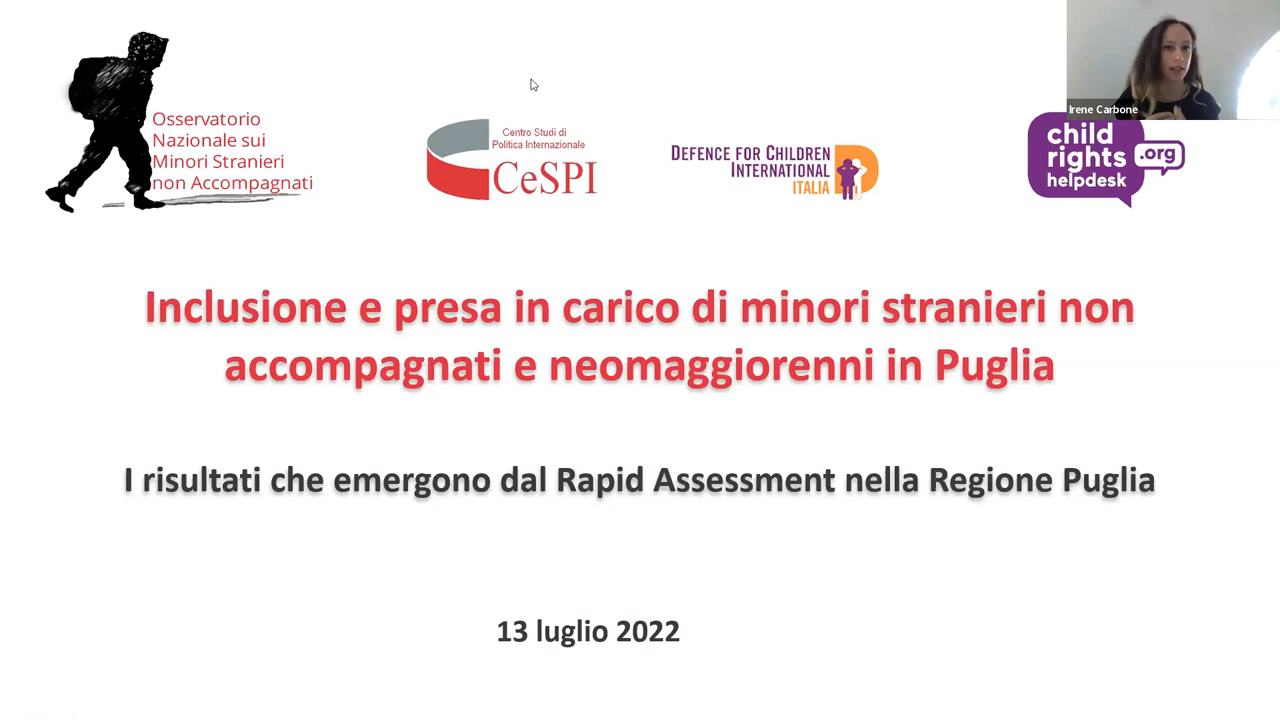 Osservatorio
Nazionale sui
Minori Stranieri
non Accompagnati
Centro Studi di
Politica Internazionale
CeSPI
DEFENCE FOR CHILDREN
INTERNATIONAL
ITALIA
Irene Carbone
child
rights
helpdesk
.org
Inclusione e presa in carico di minori stranieri non
accompagnati e neomaggiorenni in Puglia
I risultati che emergono dal Rapid Assessment nella Regione Puglia
13 luglio 2022